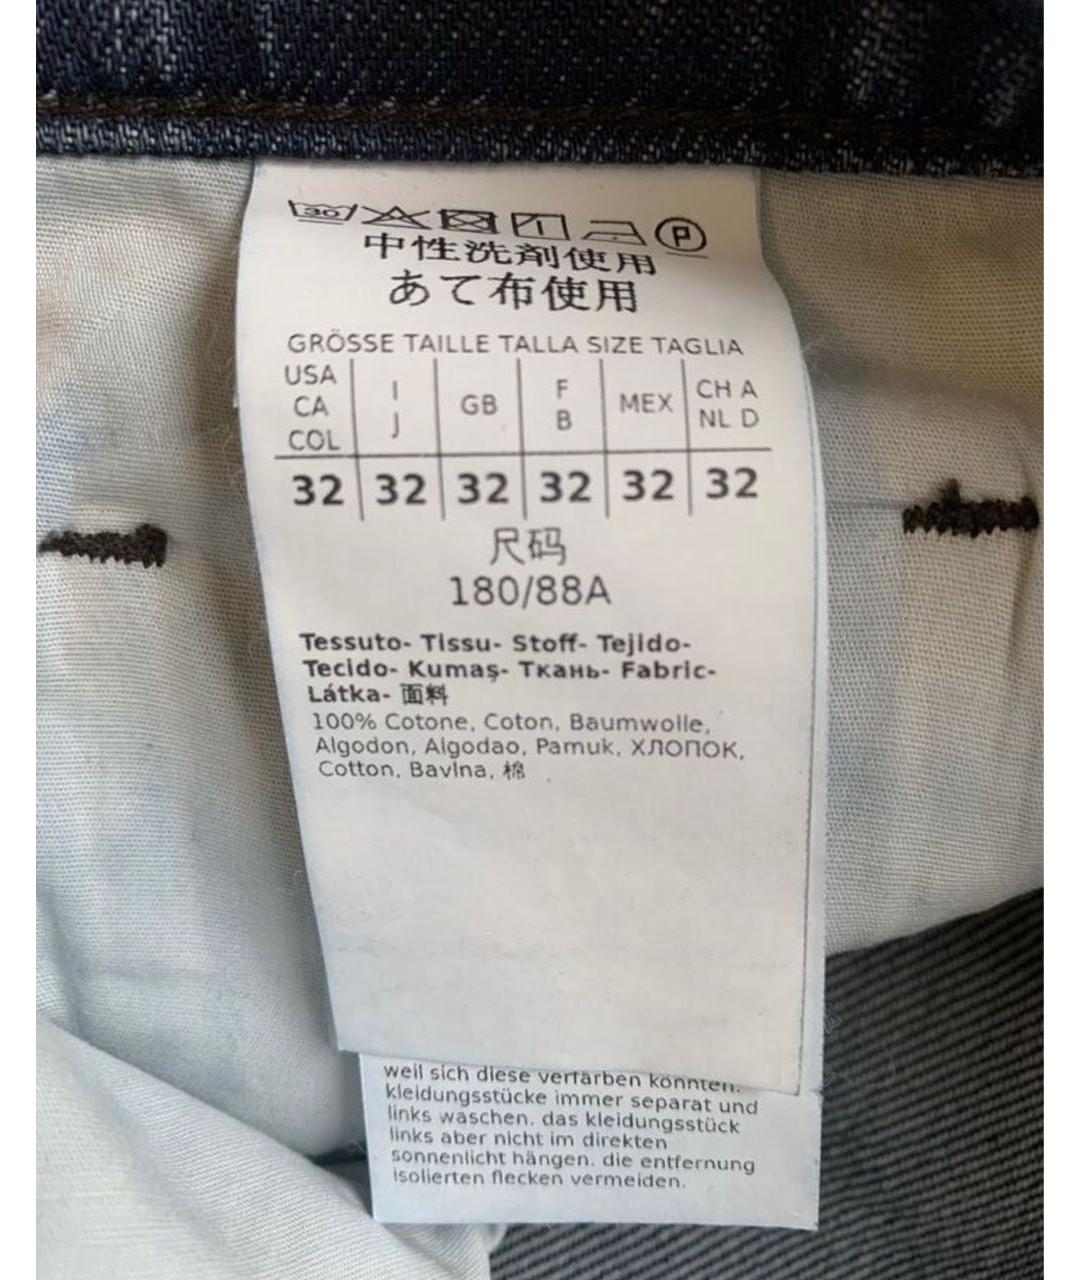 30
P
中性洗剤使用
あて布使用
GRÖSSE TAILLE TALLA SIZE TAGLIA
USA CA COL | I J | GB | F B | MEX | CH A NL D
32 | 32 | 32 | 32 | 32 | 32
尺码
180/88A
Tessuto- Tissu- Stoff- Tejido-
Tecido- Kumaş- Ткань- Fabric-
Látka- 面料
100% Cotone, Coton, Baumwolle,
Algodon, Algodao, Pamuk, ХЛОПОК,
Cotton, Bavlna, 棉
weil sich diese verfärben könnten.
kleidungsstücke immer separat und
links waschen. das kleidungsstück
links aber nicht im direkten
sonnenlicht hängen. die entfernung
isolierten flecken vermeiden.